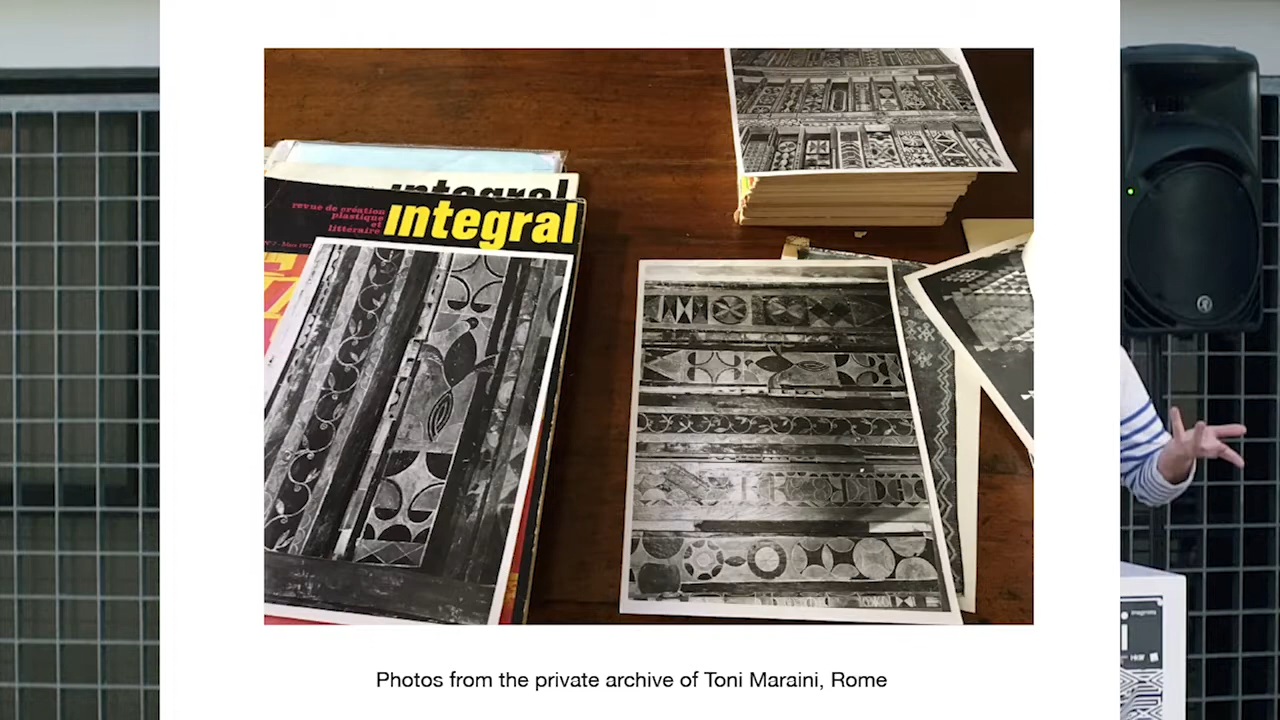 integral
revue de création
plastique
et
littéraire
integral
Photos from the private archive of Toni Maraini, Rome